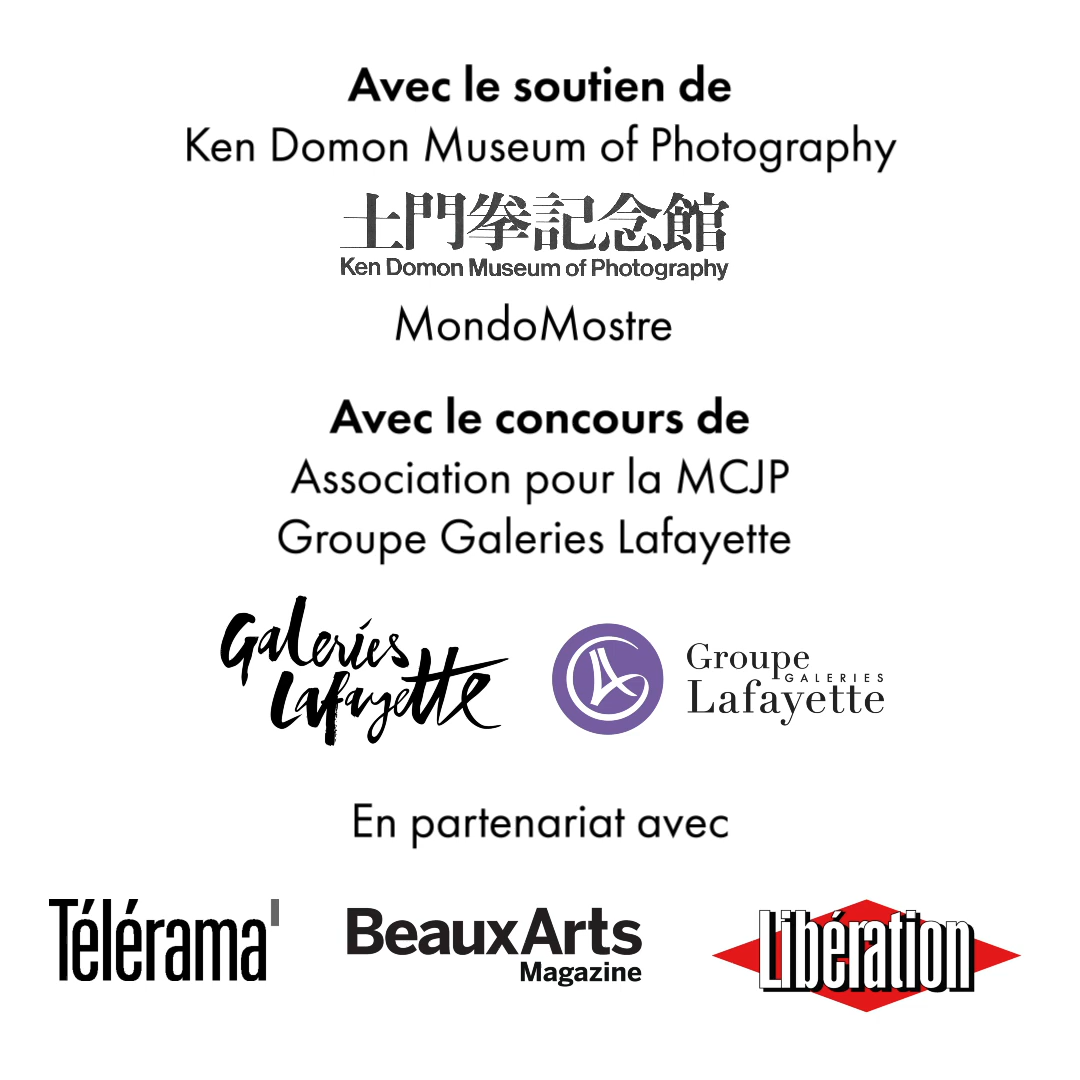 Avec le soutien de
Ken Domon Museum of Photography
土門拳記念館
Ken Domon Museum of Photography
MondoMostre
Avec le concours de
Association pour la MCJP
Groupe Galeries Lafayette
Galeries
Lafayette
Groupe
GALERIES
Lafayette
En partenariat avec
Télérama'
BeauxArts
Magazine
Libération